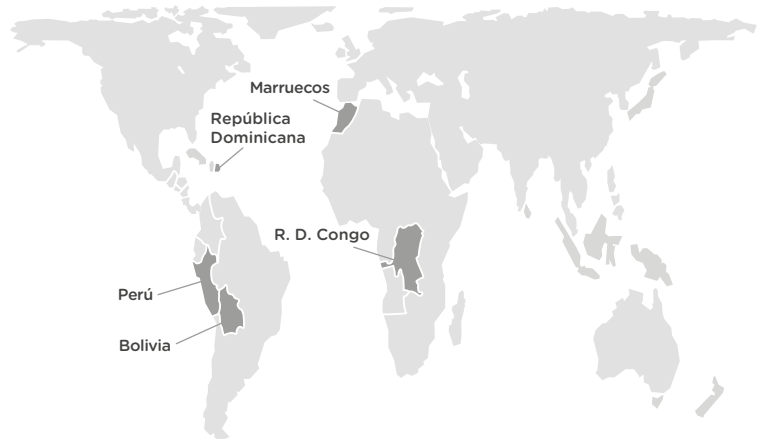 Marruecos
República
Dominicana
R. D. Congo
Perú
Bolivia